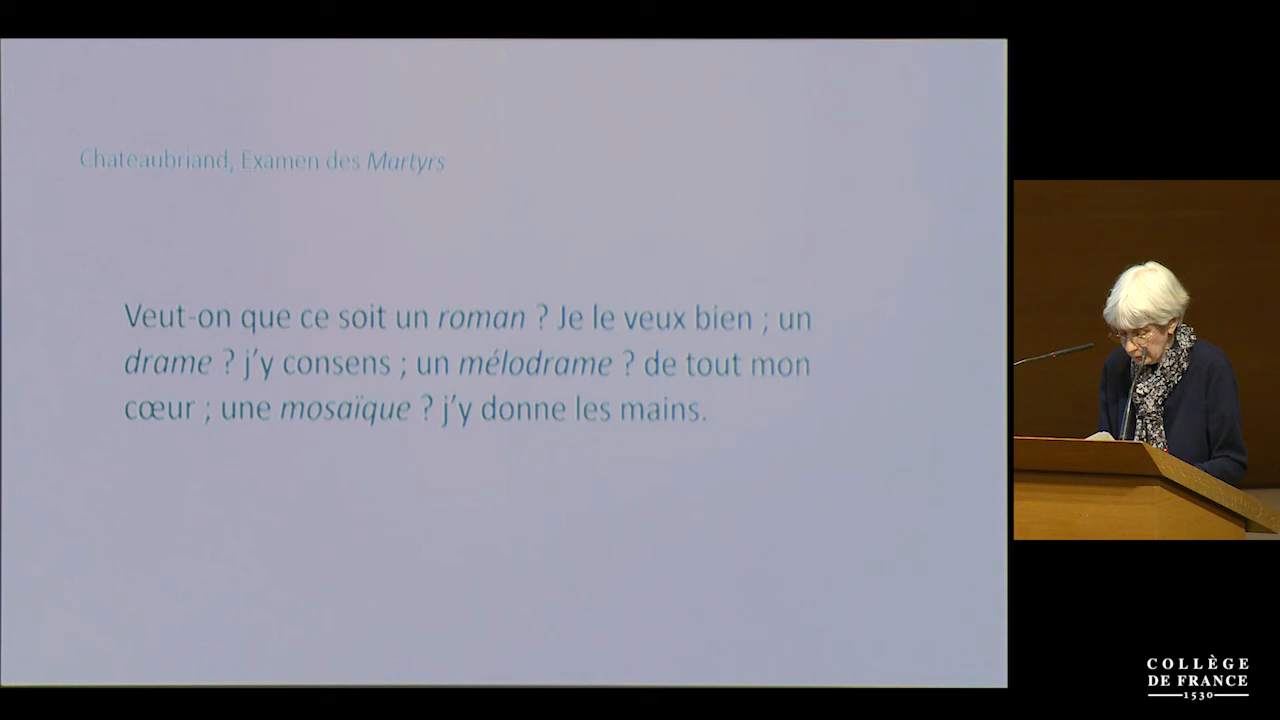 Chateaubriand, Examen des Martyrs
Veut-on que ce soit un roman ? Je le veux bien ; un
drame ? j'y consens ; un mélodrame ? de tout mon
cœur ; une mosaïque ? j'y donne les mains.
COLLÈGE
DE FRANCE
1530